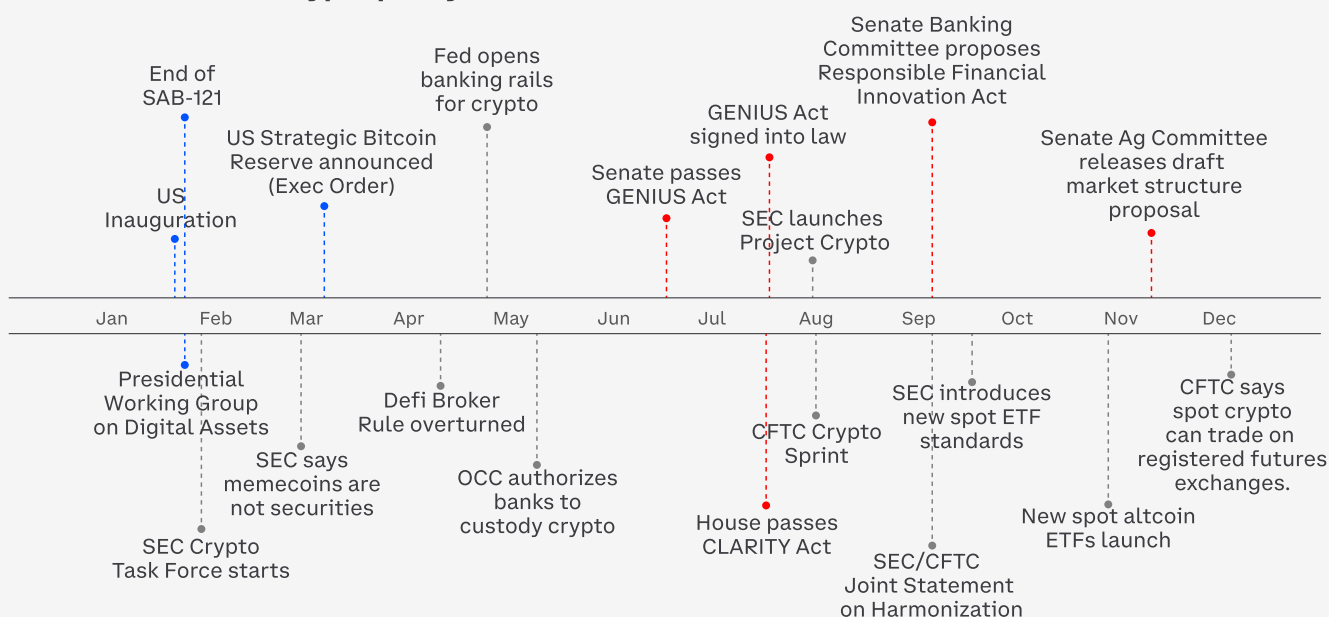 Senate Banking
Committee proposes
Responsible Financial
Innovation Act
Fed opens
banking rails
for crypto
End of
SAB-121
GENIUS Act
signed into law
US Strategic Bitcoin
Reserve announced
(Exec Order)
Senate Ag Committee
releases draft
market structure
proposal
Senate passes
GENIUS Act
US
Inauguration
SEC launches
Project Crypto
Jan Feb Mar Apr May Jun Jul Aug Sep Oct Nov Dec
Presidential
Working Group
on Digital Assets
Defi Broker
Rule overturned
SEC introduces
new spot ETF
standards
CFTC says
spot crypto
can trade on
registered futures
exchanges.
CFTC Crypto
Sprint
SEC says
memecoins are
not securities
OCC authorizes
banks to
custody crypto
House passes
CLARITY Act
New spot altcoin
ETFs launch
SEC Crypto
Task Force starts
SEC/CFTC
Joint Statement
on Harmonization